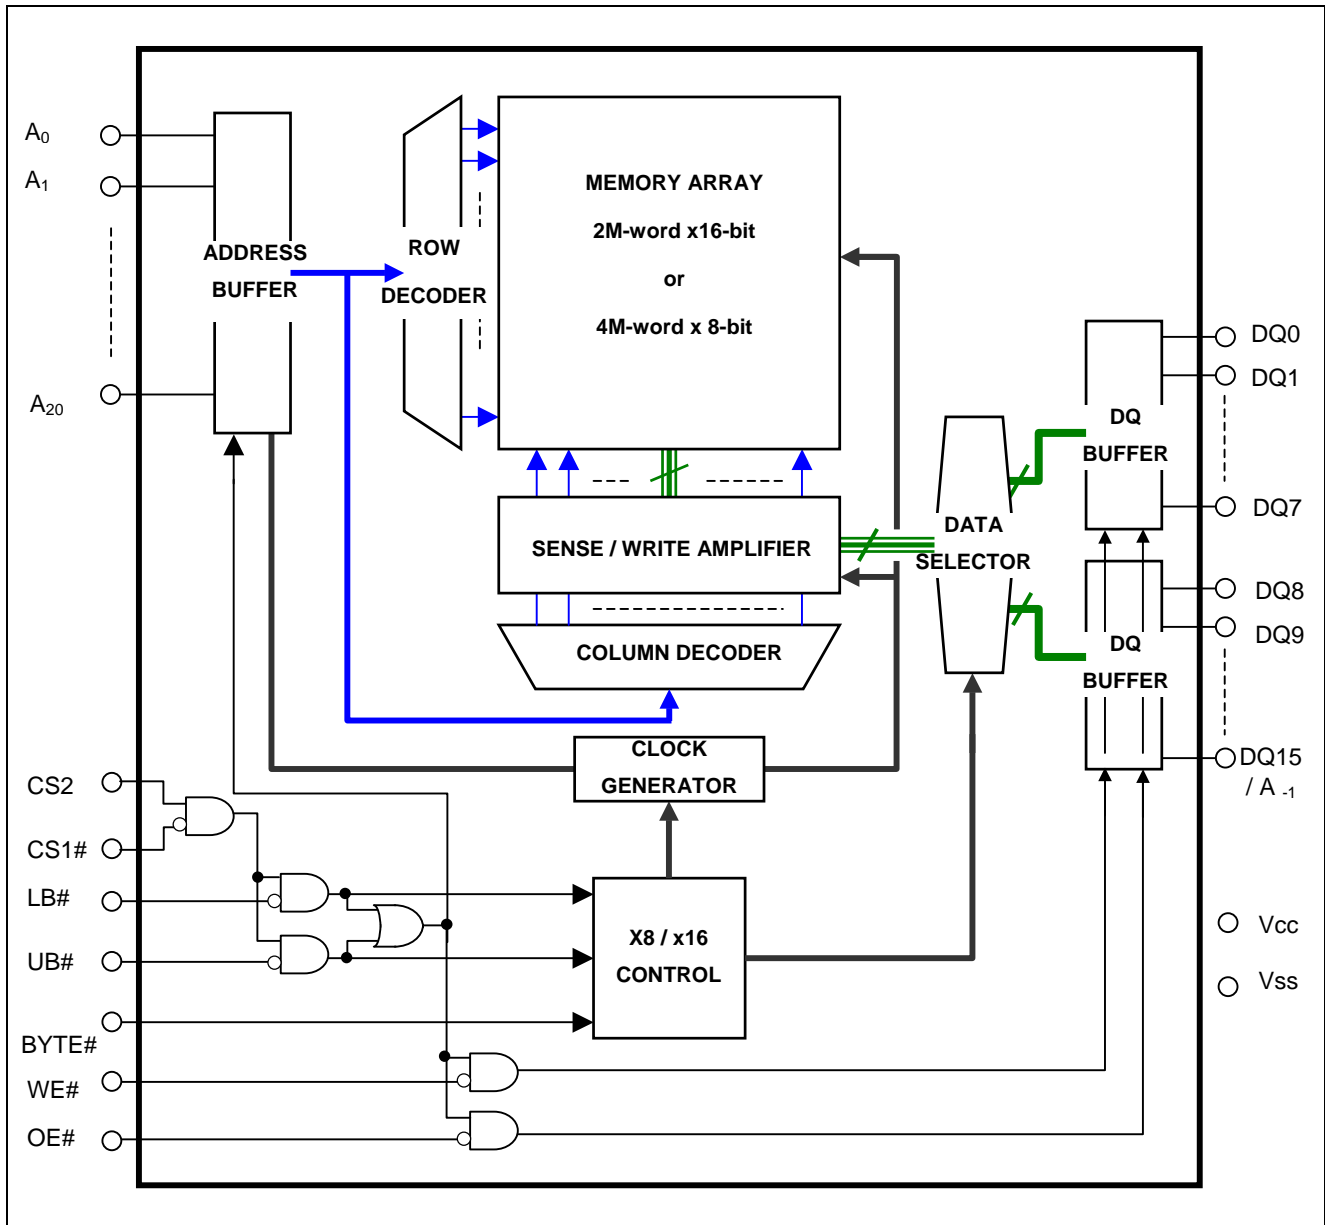 A0
A1
A20
ADDRESS
BUFFER
ROW
DECODER
MEMORY ARRAY
2M-word x16-bit
or
4M-word x 8-bit
SENSE / WRITE AMPLIFIER
COLUMN DECODER
CLOCK
GENERATOR
DATA
SELECTOR
DQ
BUFFER
DQ
BUFFER
DQ0
DQ1
DQ7
DQ8
DQ9
DQ15
/ A -1
CS2
CS1#
LB#
UB#
BYTE#
WE#
OE#
X8 / x16
CONTROL
Vcc
Vss